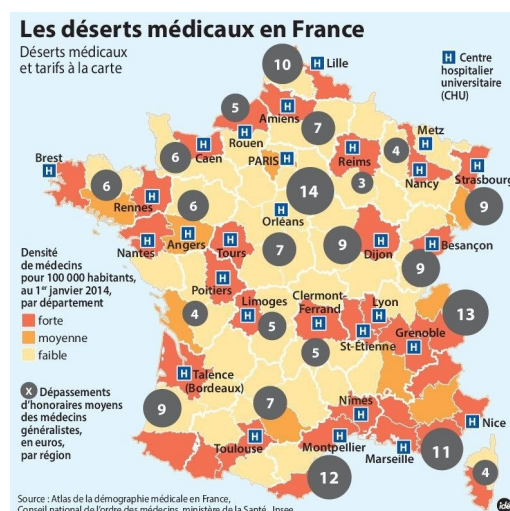 Les déserts médicaux en France
Déserts médicaux
et tarifs à la carte
H Centre
hospitalier
universitaire
(CHU)
10
H Lille
5
Amiens
H
7
H
Rouen
6
H
Caen
PARIS H
H
Reims
3
4
Metz
H
H
Nancy
H
Strasbourg
9
Brest
H
6
H
Rennes
6
14
H
Orléans
H
Nantes
H
Angers
H
Tours
7
9
H
Dijon
H Besançon
9
Densité
de médecins
pour 100 000 habitants,
au 1er janvier 2014,
par département
forte
moyenne
faible
Poitiers
H
4
Limoges
H
5
Clermont-
Ferrand
H
Lyon
H
H
St-Étienne
Grenoble
H
13
5
X Dépassements
d'honoraires moyens
des médecins
généralistes,
en euros,
par région
H Talence
(Bordeaux)
9
7
Nîmes
H
H
Toulouse
H
Montpellier
H
Marseille
H Nice
11
12
4
Source : Atlas de la démographie médicale en France,
Conseil national de l'ordre des médecins, ministère de la Santé, Insee
idé